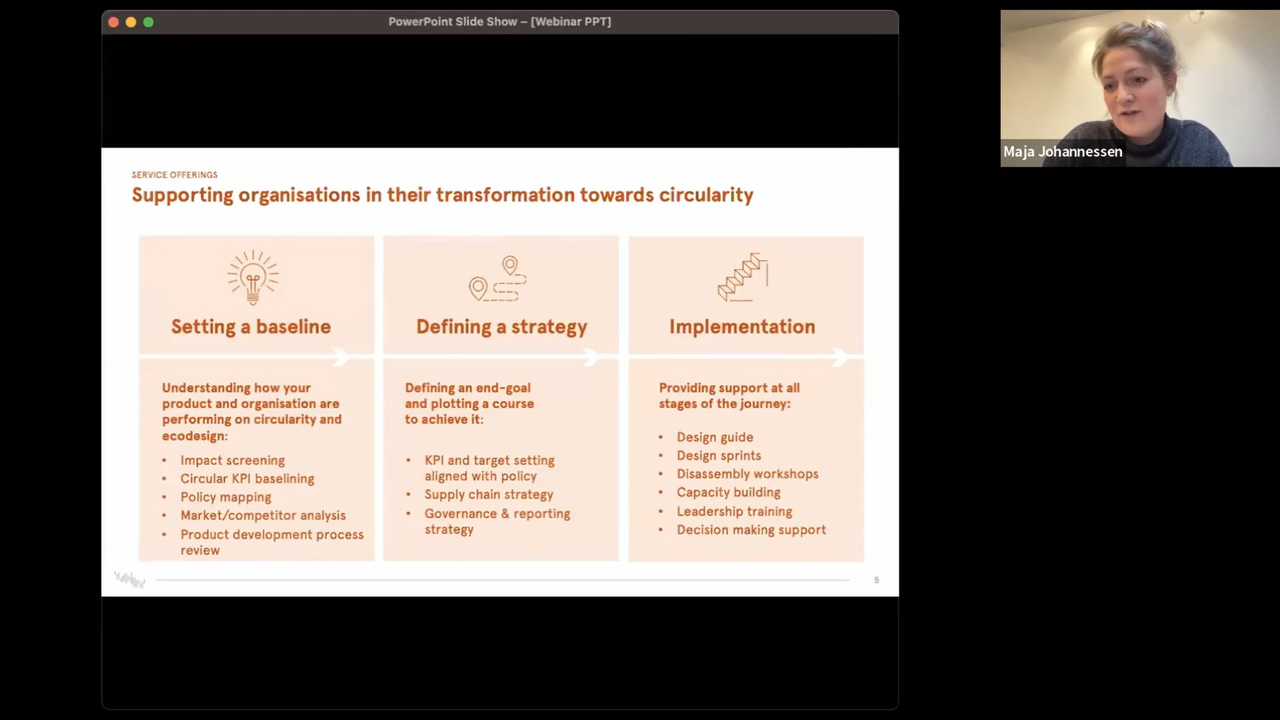 PowerPoint Slide Show – [Webinar PPT]
Maja Johannessen
SERVICE OFFERINGS
Supporting organisations in their transformation towards circularity
Setting a baseline
Understanding how your
product and organisation are
performing on circularity and
ecodesign:
• Impact screening
• Circular KPI baselining
• Policy mapping
• Market/competitor analysis
• Product development process
review
Defining a strategy
Defining an end-goal
and plotting a course
to achieve it:
• KPI and target setting
aligned with policy
• Supply chain strategy
• Governance & reporting
strategy
Implementation
Providing support at all
stages of the journey:
• Design guide
• Design sprints
• Disassembly workshops
• Capacity building
• Leadership training
• Decision making support
5